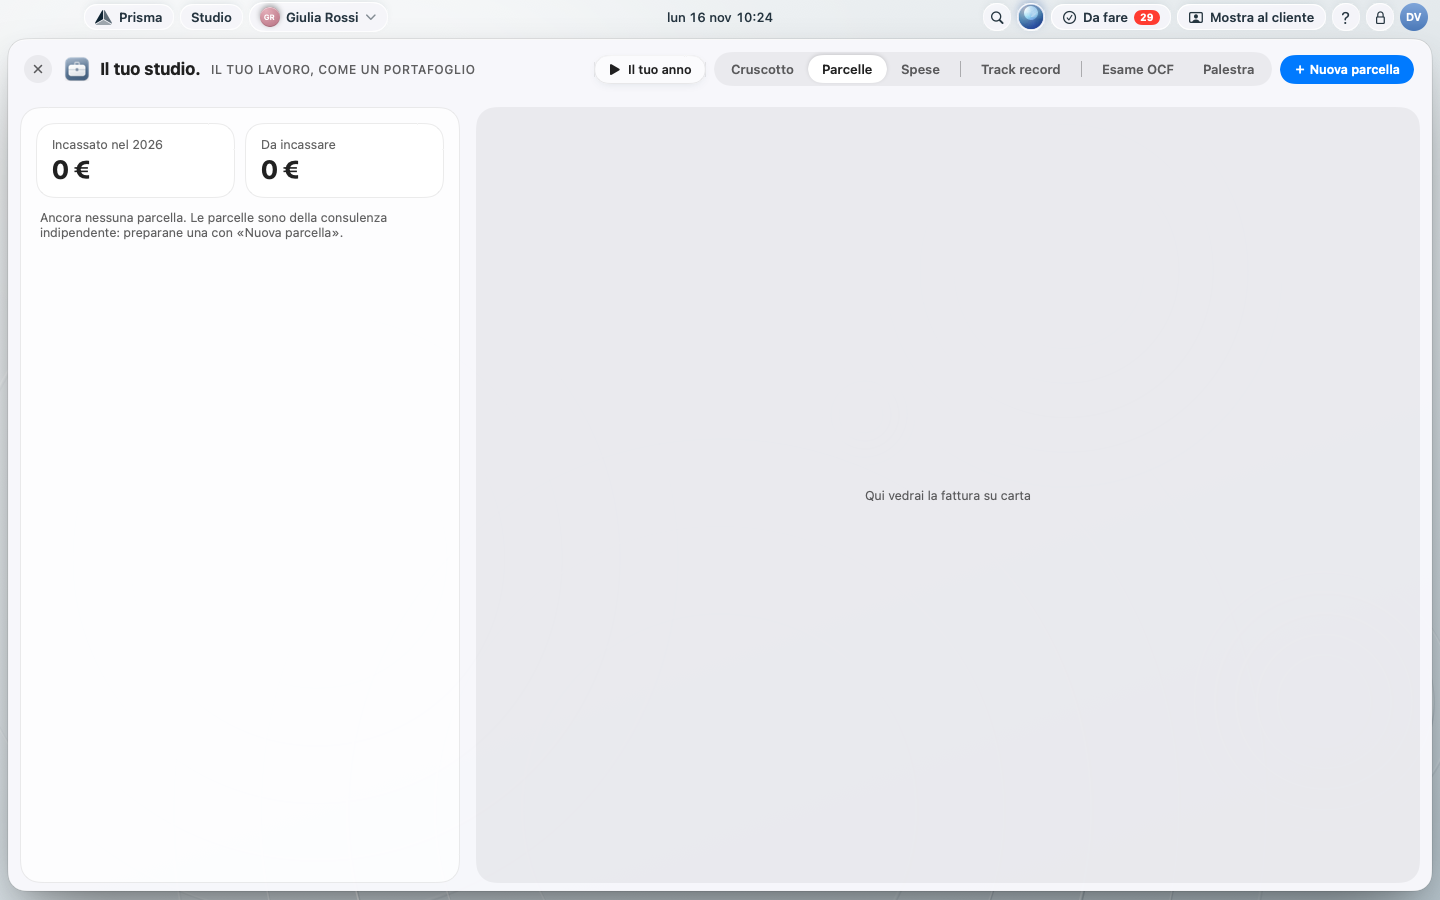 Prisma
Studio
GR
Giulia Rossi
lun 16 nov 10:24
Da fare
29
Mostra al cliente
?
DV
Il tuo studio.
IL TUO LAVORO, COME UN PORTAFOGLIO
Il tuo anno
Cruscotto
Parcelle
Spese
Track record
Esame OCF
Palestra
+ Nuova parcella
Incassato nel 2026
0 €
Da incassare
0 €
Ancora nessuna parcella. Le parcelle sono della consulenza
indipendente: preparane una con «Nuova parcella».
Qui vedrai la fattura su carta